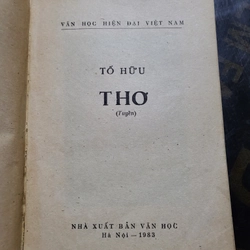 VĂN HỌC HIỆN ĐẠI VIỆT NAM
TỐ HỮU
THƠ
(Tuyển)
NHÀ XUẤT BẢN VĂN HỌC
Hà Nội — 1983